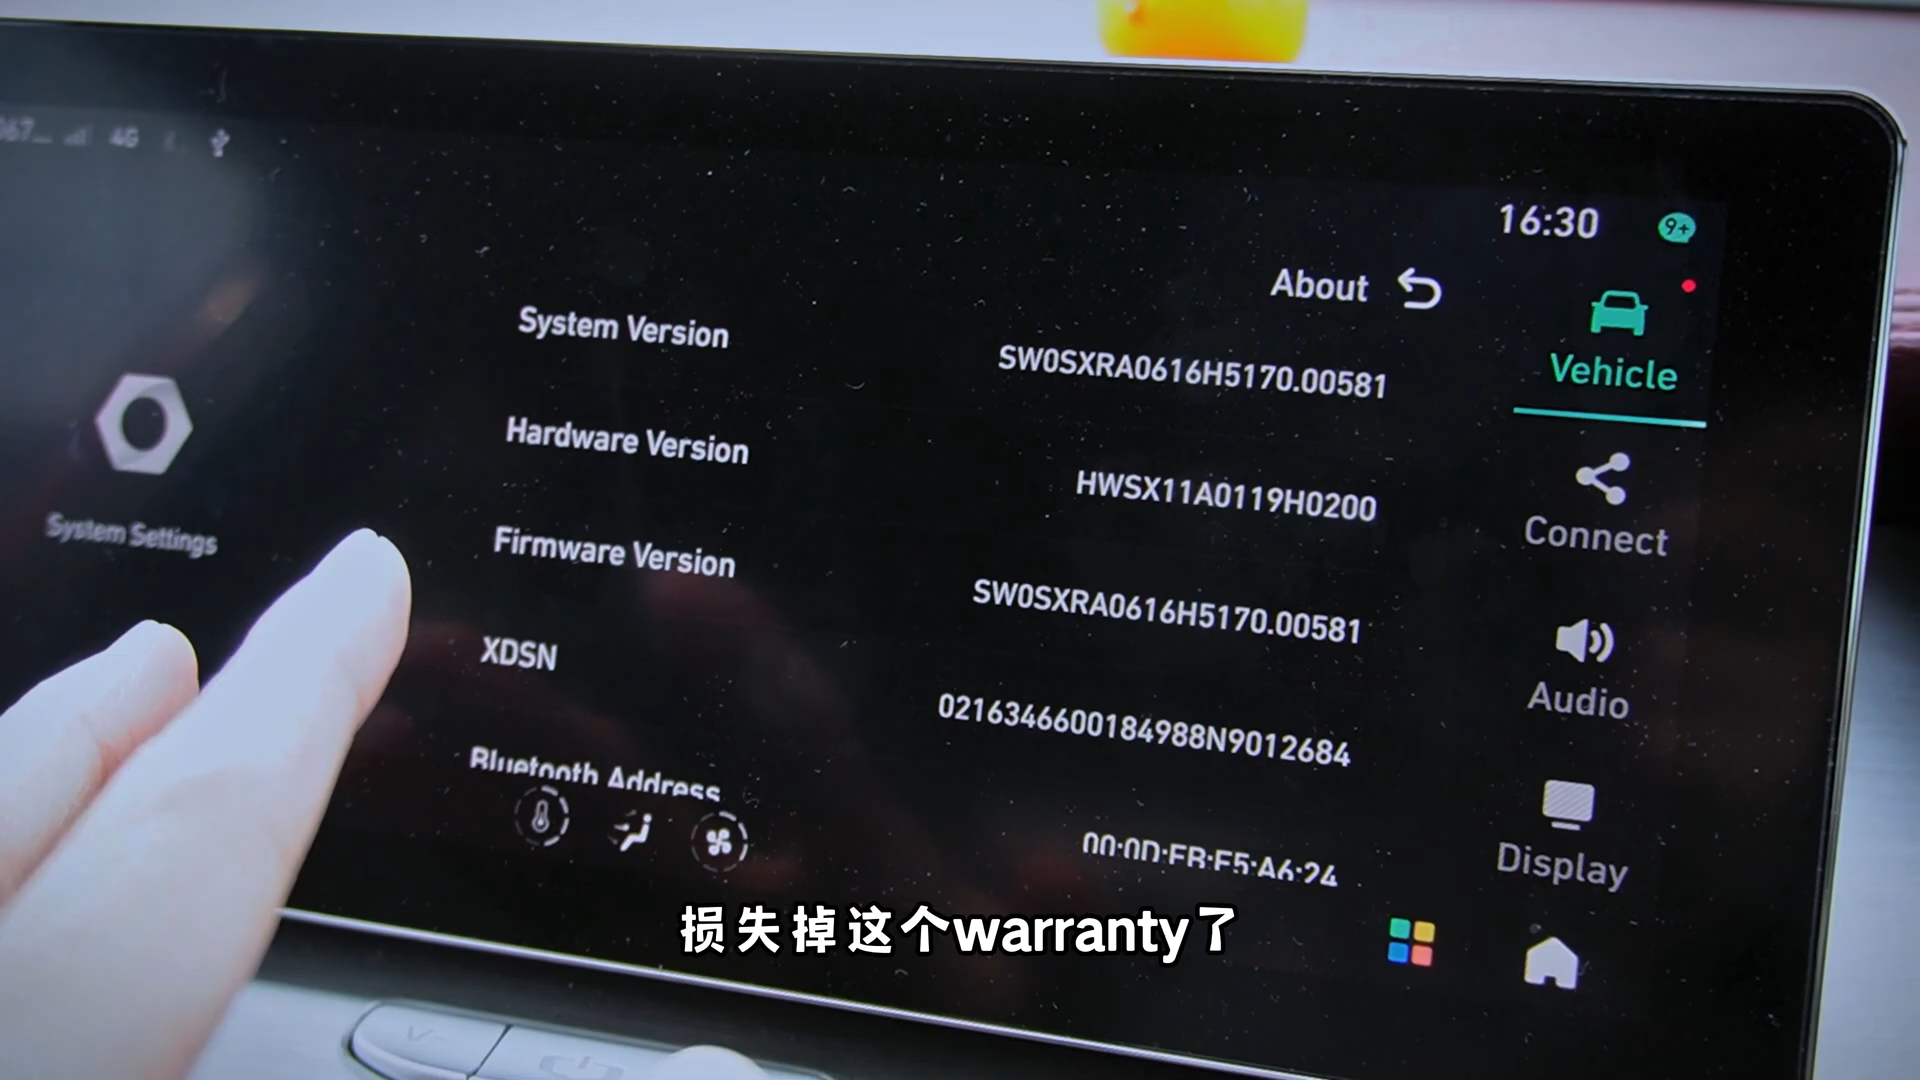 4G
16:30
9+
About
Vehicle
System Version
SW0SXRA0616H5170.00581
Hardware Version
HWSX11A0119H0200
Connect
System Settings
Firmware Version
SW0SXRA0616H5170.00581
XDSN
0216346600184988N9012684
Audio
Bluetooth Address
Display
损失掉这个warranty了